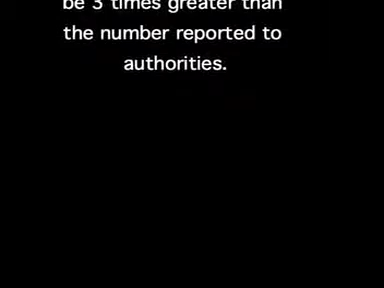 be 3 times greater than
the number reported to
authorities.